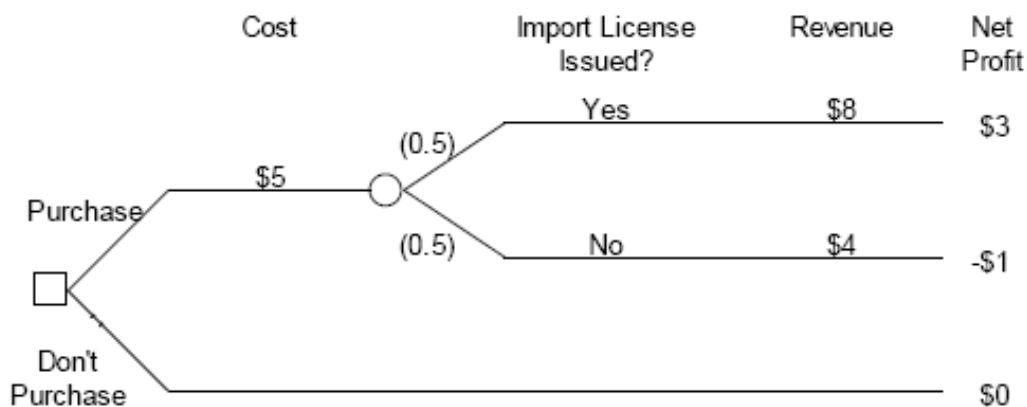 Cost
Import License
Issued?
Revenue
Net
Profit
Yes
$8
$3
(0.5)
$5
Purchase
(0.5)
No
$4
-$1
Don't
Purchase
$0